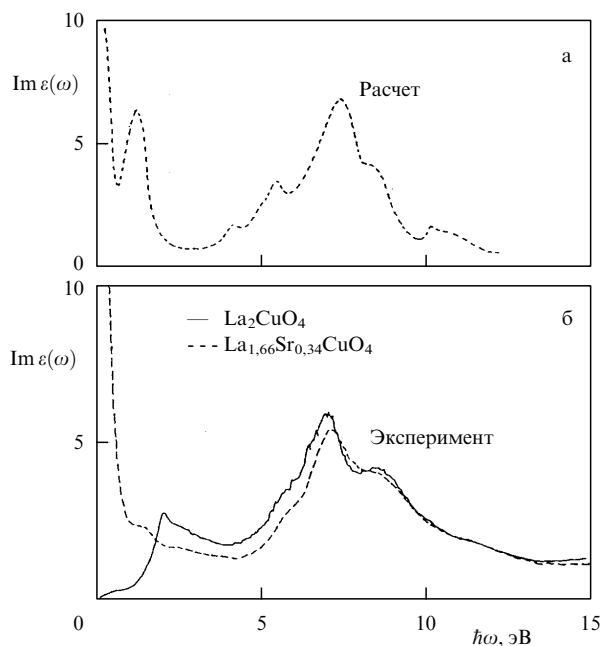 10
а
Im ε(ω)
Расчет
5
0
10
б
La₂CuO₄
La₁,₆₆Sr₀,₃₄CuO₄
Im ε(ω)
Эксперимент
5
0 5 10 15
ħω, эВ